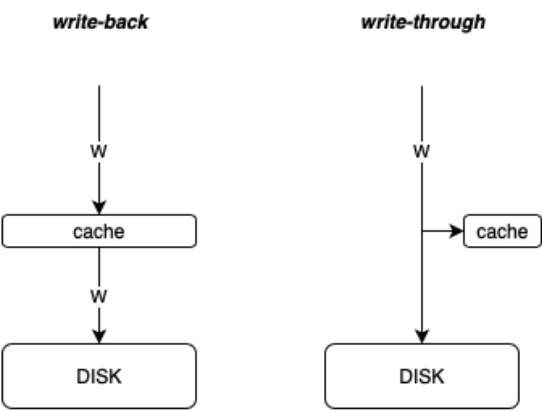 write-back
W
cache
W
DISK
write-through
W
cache
DISK